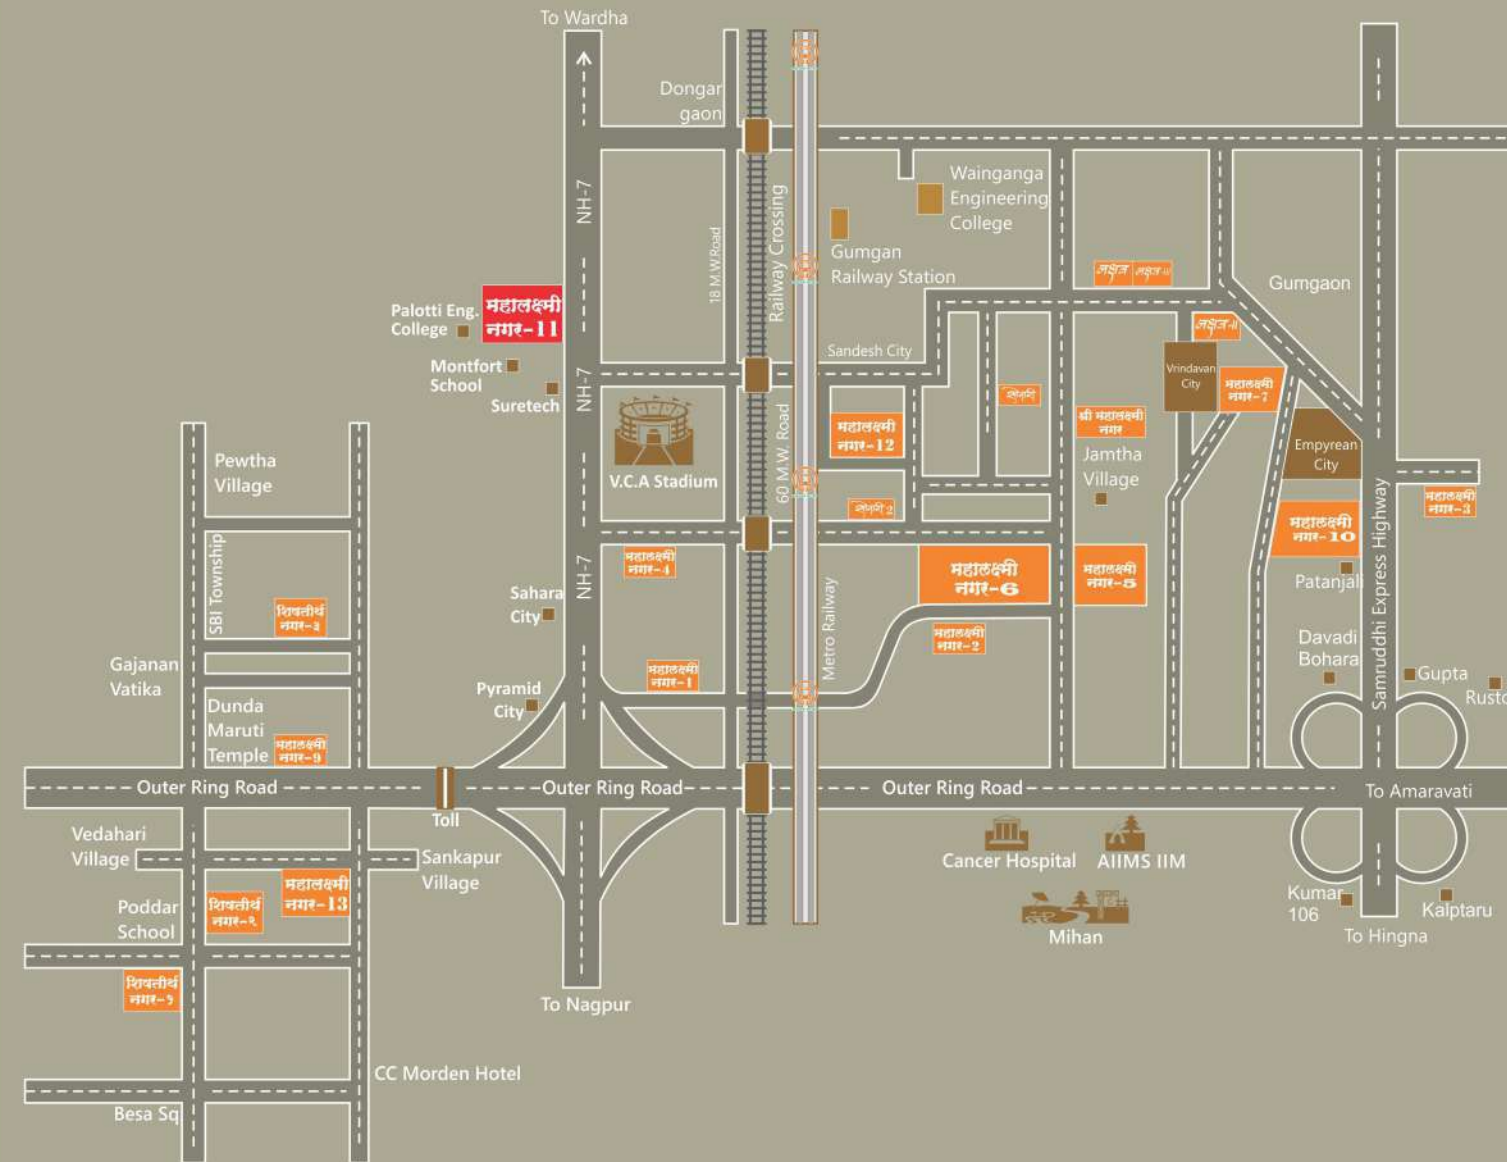 To Wardha
Dongar
gaon
NH-7
18 M.W.Road
Railway Crossing
Wainganga
Engineering
College
Gumgan
Railway Station
Gumgaon
Palotti Eng.
College
महालक्ष्मी
नगर-11
Montfort
School
Suretech
NH-7
Sandesh City
Vrindavan
City
महालक्ष्मी
नगर-7
V.C.A Stadium
60 M.W. Road
महालक्ष्मी
नगर-12
श्री महालक्ष्मी
नगर
Jamtha
Village
Empyrean
City
Samruddhi Express Highway
महालक्ष्मी
नगर-3
महालक्ष्मी
नगर-10
Patanjali
Pewtha
Village
SBI Township
शिवतीर्थ
नगर-३
Sahara
City
NH-7
महालक्ष्मी
नगर-4
Metro Railway
महालक्ष्मी
नगर-6
महालक्ष्मी
नगर-5
महालक्ष्मी
नगर-2
Davadi
Bohara
Gupta
Rusto
Gajanan
Vatika
Dunda
Maruti
Temple
महालक्ष्मी
नगर-9
Pyramid
City
महालक्ष्मी
नगर-1
Outer Ring Road
Outer Ring Road
Outer Ring Road
To Amaravati
Toll
Vedahari
Village
Sankapur
Village
महालक्ष्मी
नगर-13
शिवतीर्थ
नगर-२
Poddar
School
शिवतीर्थ
नगर-१
Cancer Hospital
AIIMS IIM
Mihan
Kumar
106
Kalptaru
To Hingna
To Nagpur
CC Morden Hotel
Besa Sq